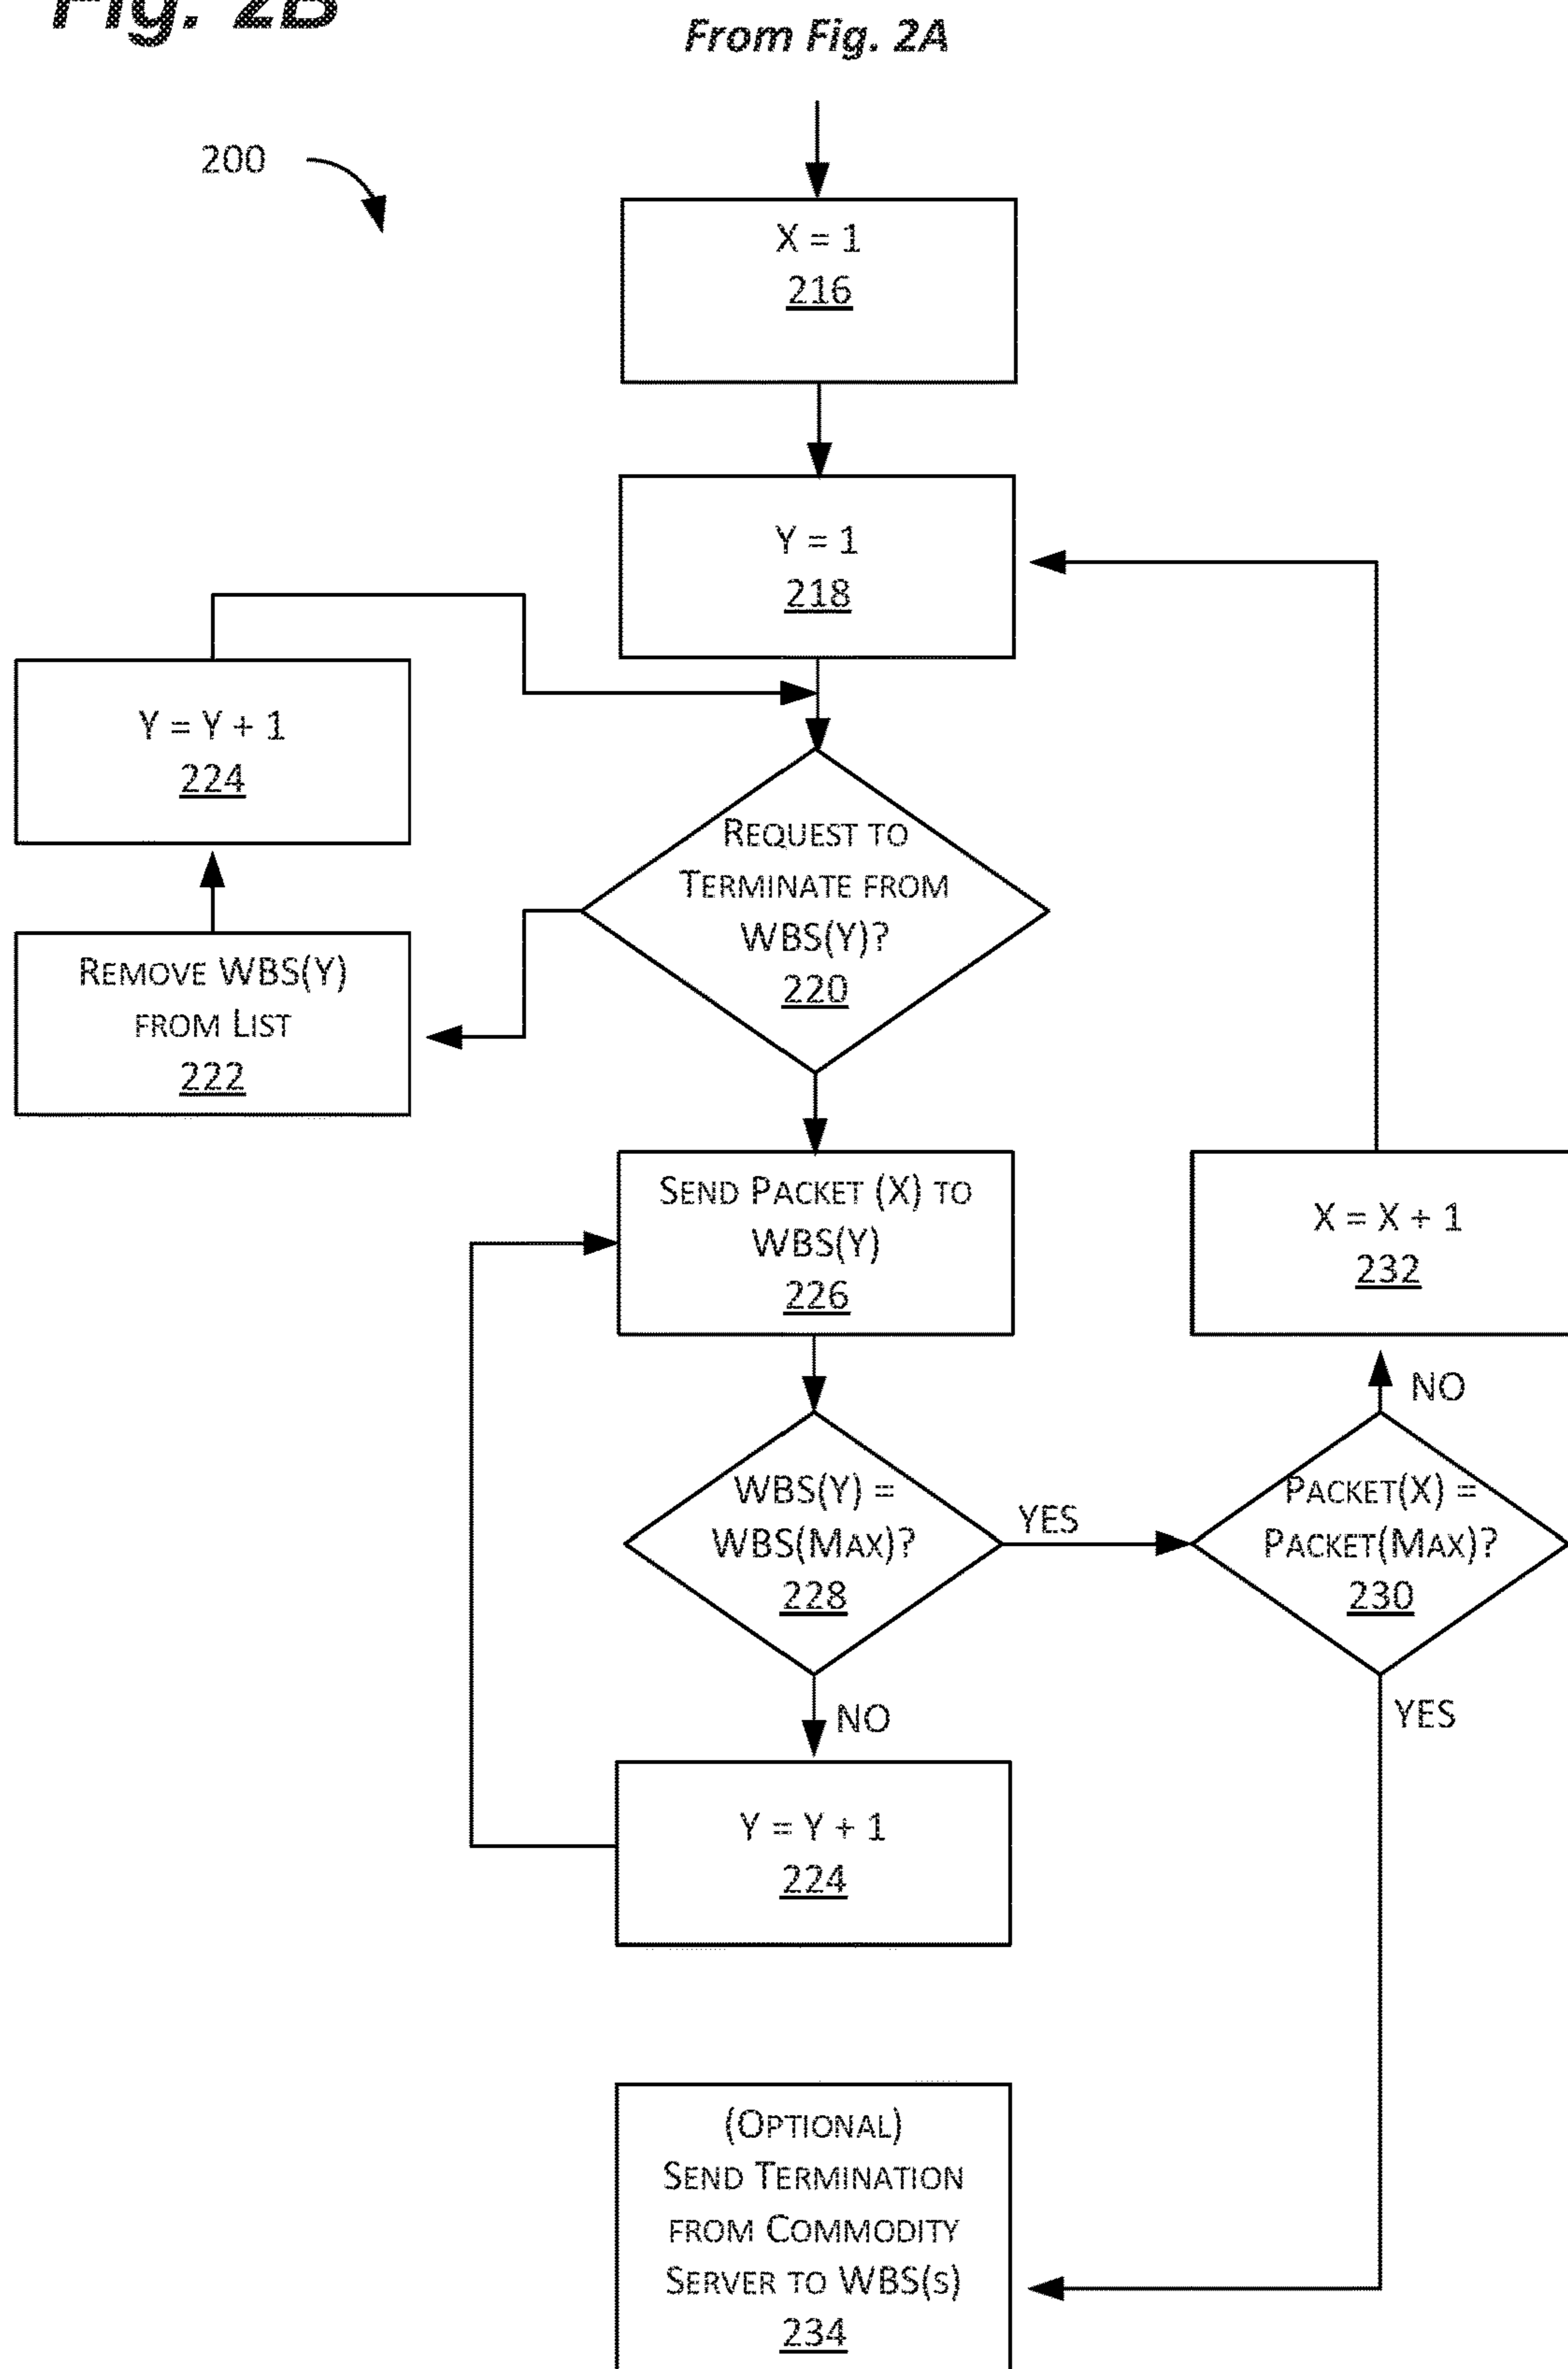 Fig. 2B
From Fig. 2A
200
X = 1
216
Y = 1
218
Y = Y + 1
224
REQUEST TO
TERMINATE FROM
WBS(Y)?
220
REMOVE WBS(Y)
FROM LIST
222
SEND PACKET (X) TO
WBS(Y)
226
X = X + 1
232
NO
WBS(Y) =
WBS(MAX)?
228
YES
PACKET(X) =
PACKET(MAX)?
230
NO
YES
Y = Y + 1
224
(OPTIONAL)
SEND TERMINATION
FROM COMMODITY
SERVER TO WBS(S)
234